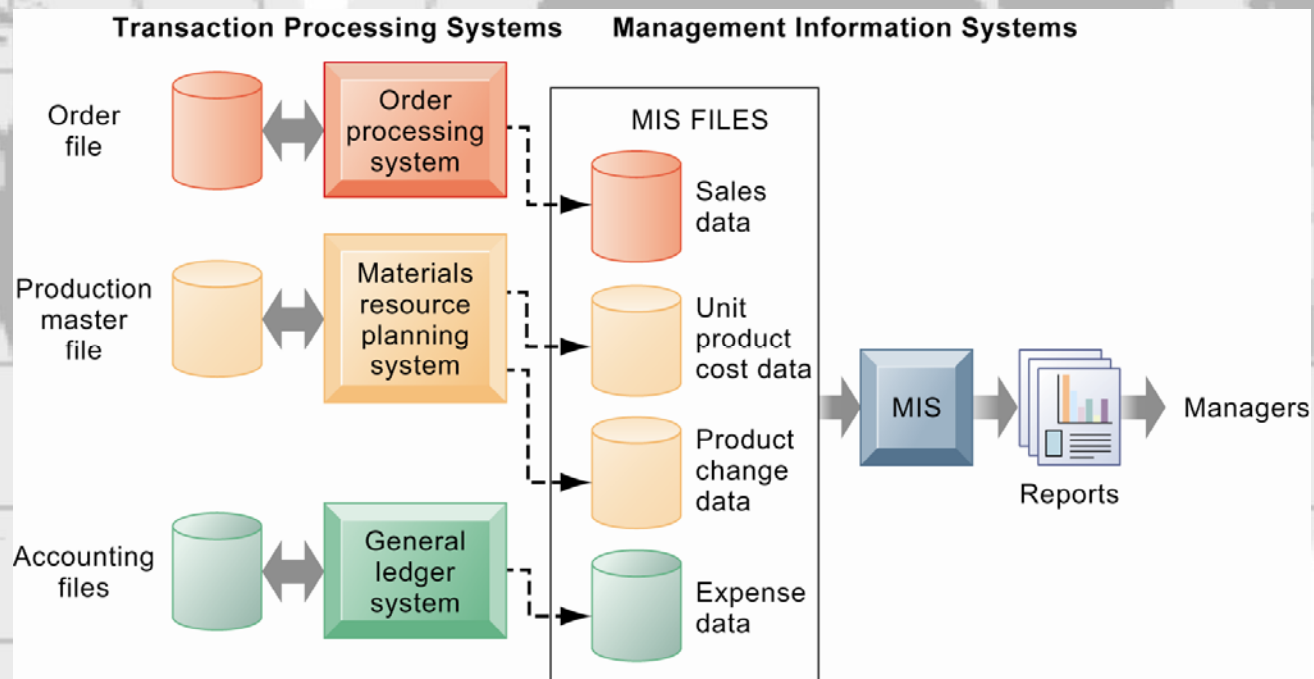 Transaction Processing Systems
Management Information Systems
Order
file
Order
processing
system
MIS FILES
Sales
data
Production
master
file
Materials
resource
planning
system
Unit
product
cost data
Product
change
data
MIS
Reports
Managers
Accounting
files
General
ledger
system
Expense
data